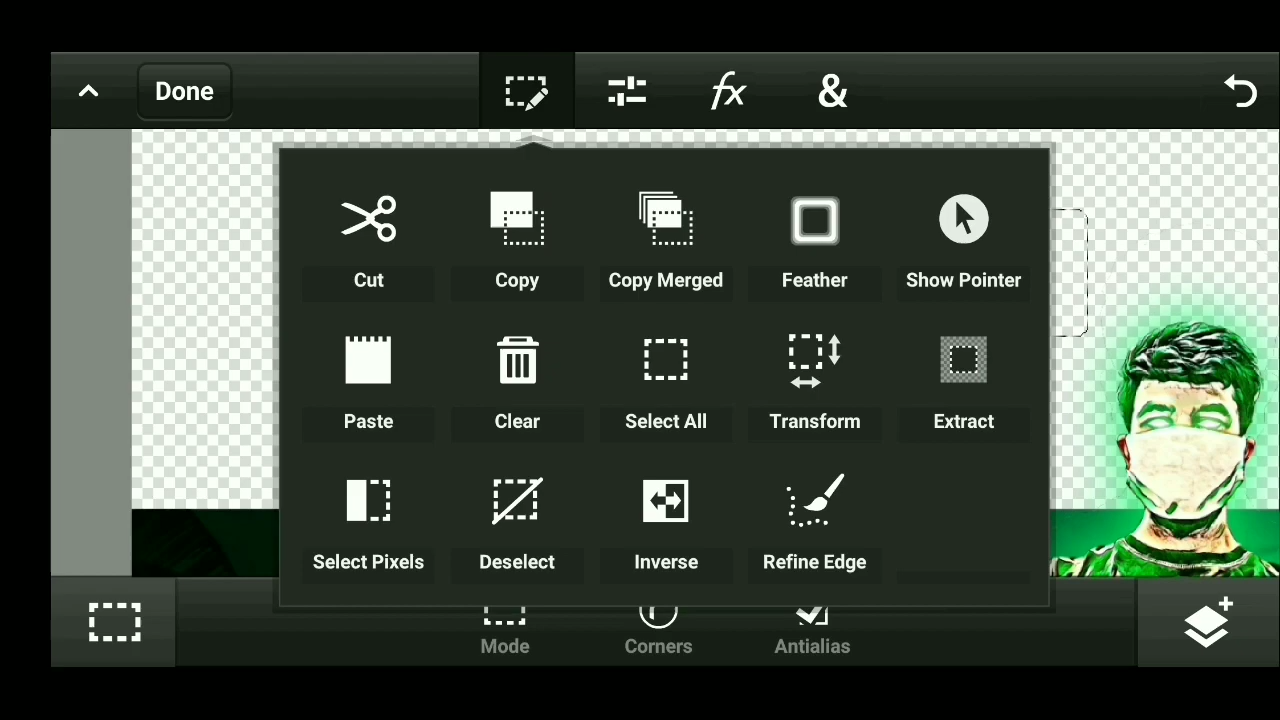 Done
fx
&
Cut
Copy
Copy Merged
Feather
Show Pointer
Paste
Clear
Select All
Transform
Extract
Select Pixels
Deselect
Inverse
Refine Edge
Mode
Corners
Antialias